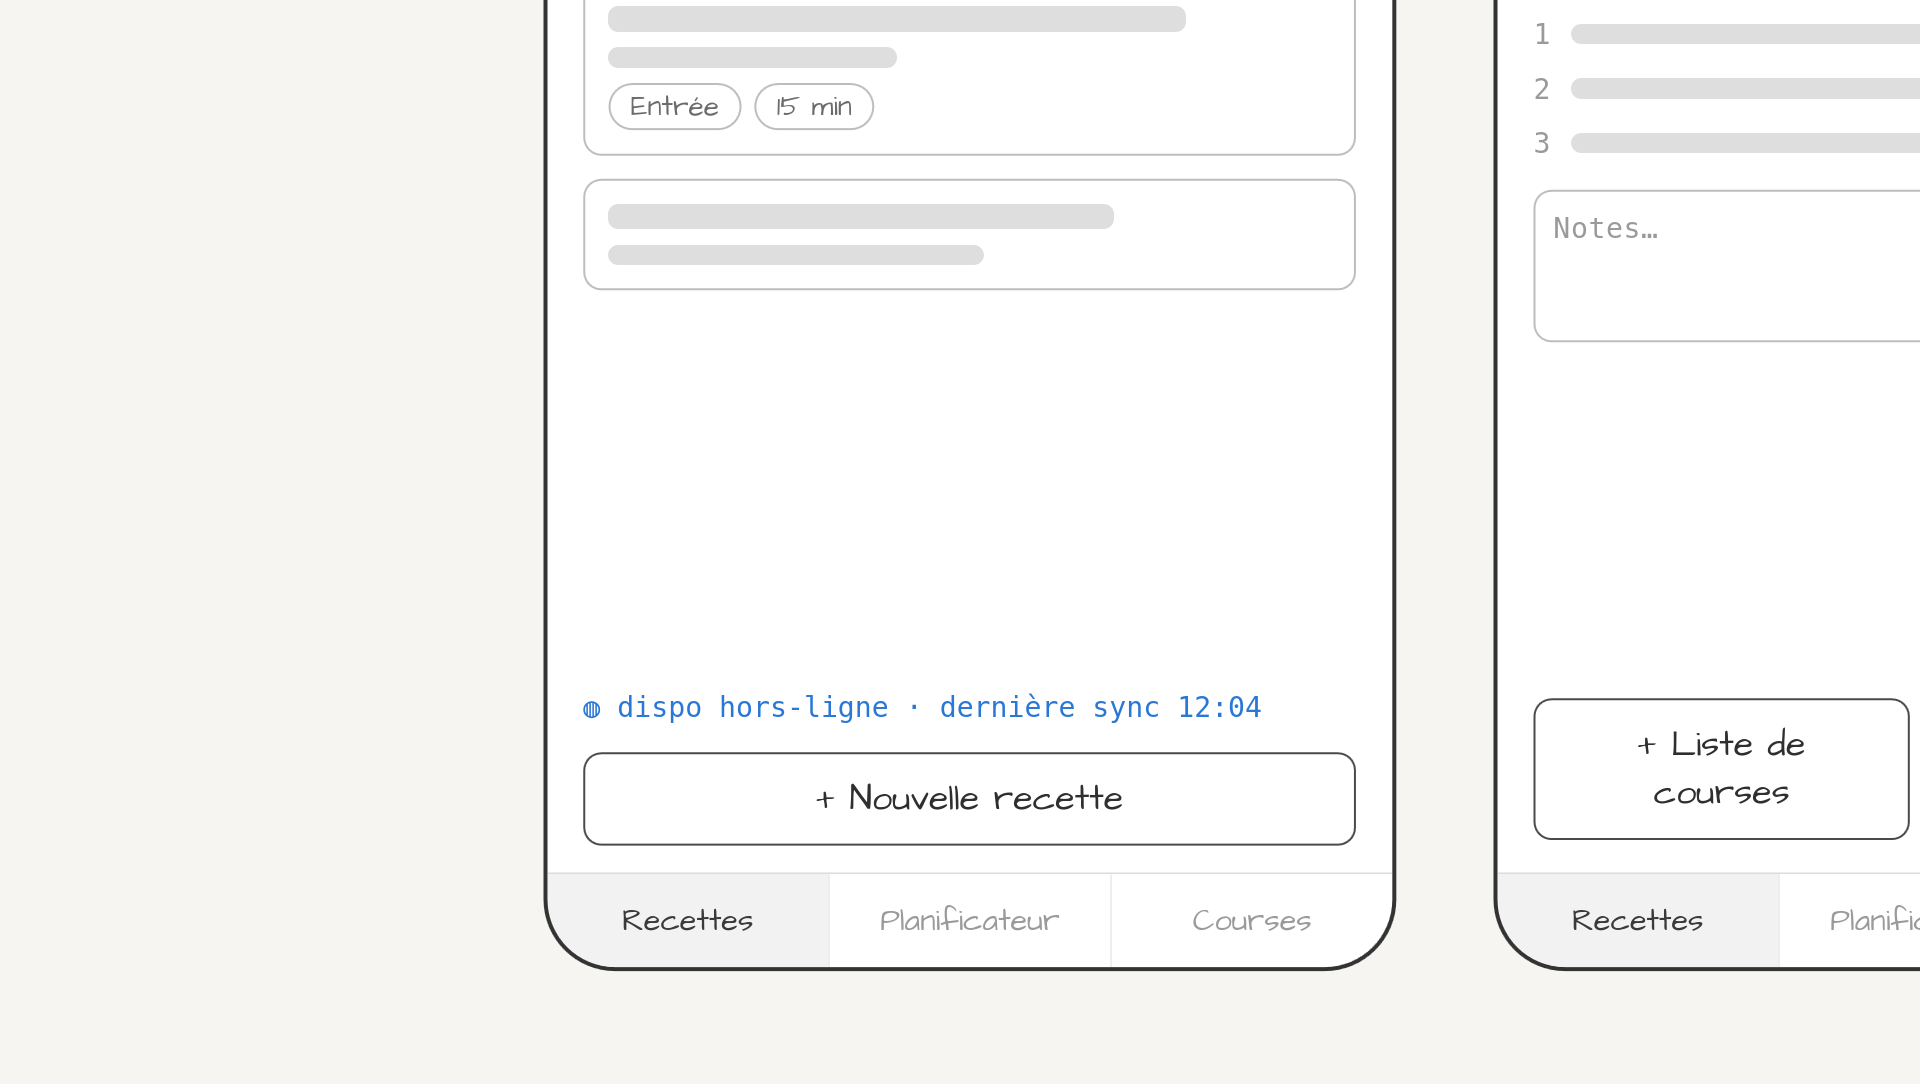 Entrée
15 min
◍ dispo hors-ligne · dernière sync 12:04
+ Nouvelle recette
Recettes
Planificateur
Courses
1
2
3
Notes…
+ Liste de
courses
Recettes